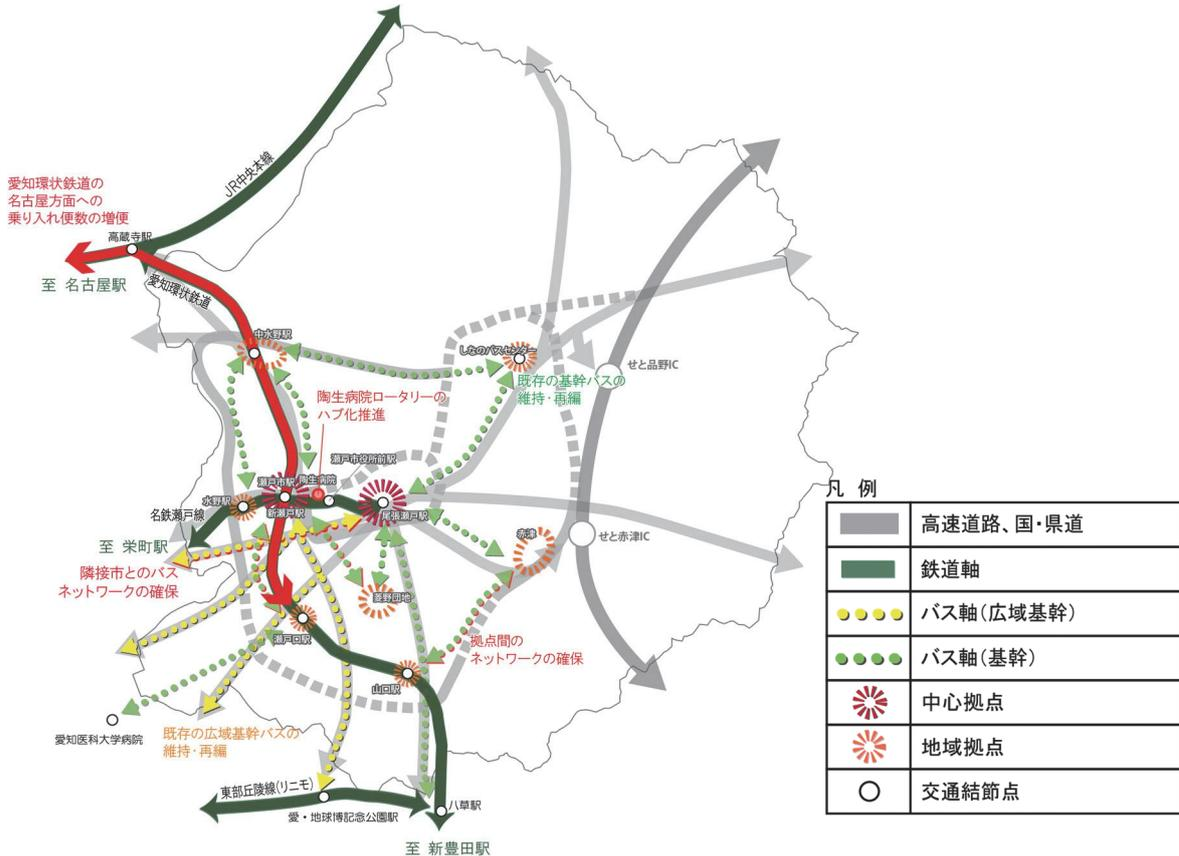 JR中央本線
愛知環状鉄道の
名古屋方面への
乗り入れ便数の増便
高蔵寺駅
至 名古屋駅
愛知環状鉄道
中水野駅
しなのバスセンター
せと品野IC
既存の基幹バスの
維持・再編
陶生病院ロータリーの
ハブ化推進
瀬戸市役所前駅
瀬戸市駅
陶生病院
水野駅
新瀬戸駅
尾張瀬戸駅
名鉄瀬戸線
至 栄町駅
赤津
せと赤津IC
隣接市とのバス
ネットワークの確保
菱野団地
瀬戸口駅
拠点間の
ネットワークの確保
山口駅
愛知医科大学病院
既存の広域基幹バスの
維持・再編
東部丘陵線(リニモ)
愛・地球博記念公園駅
八草駅
至 新豊田駅
凡 例
高速道路、国・県道
鉄道軸
バス軸(広域基幹)
バス軸(基幹)
中心拠点
地域拠点
交通結節点